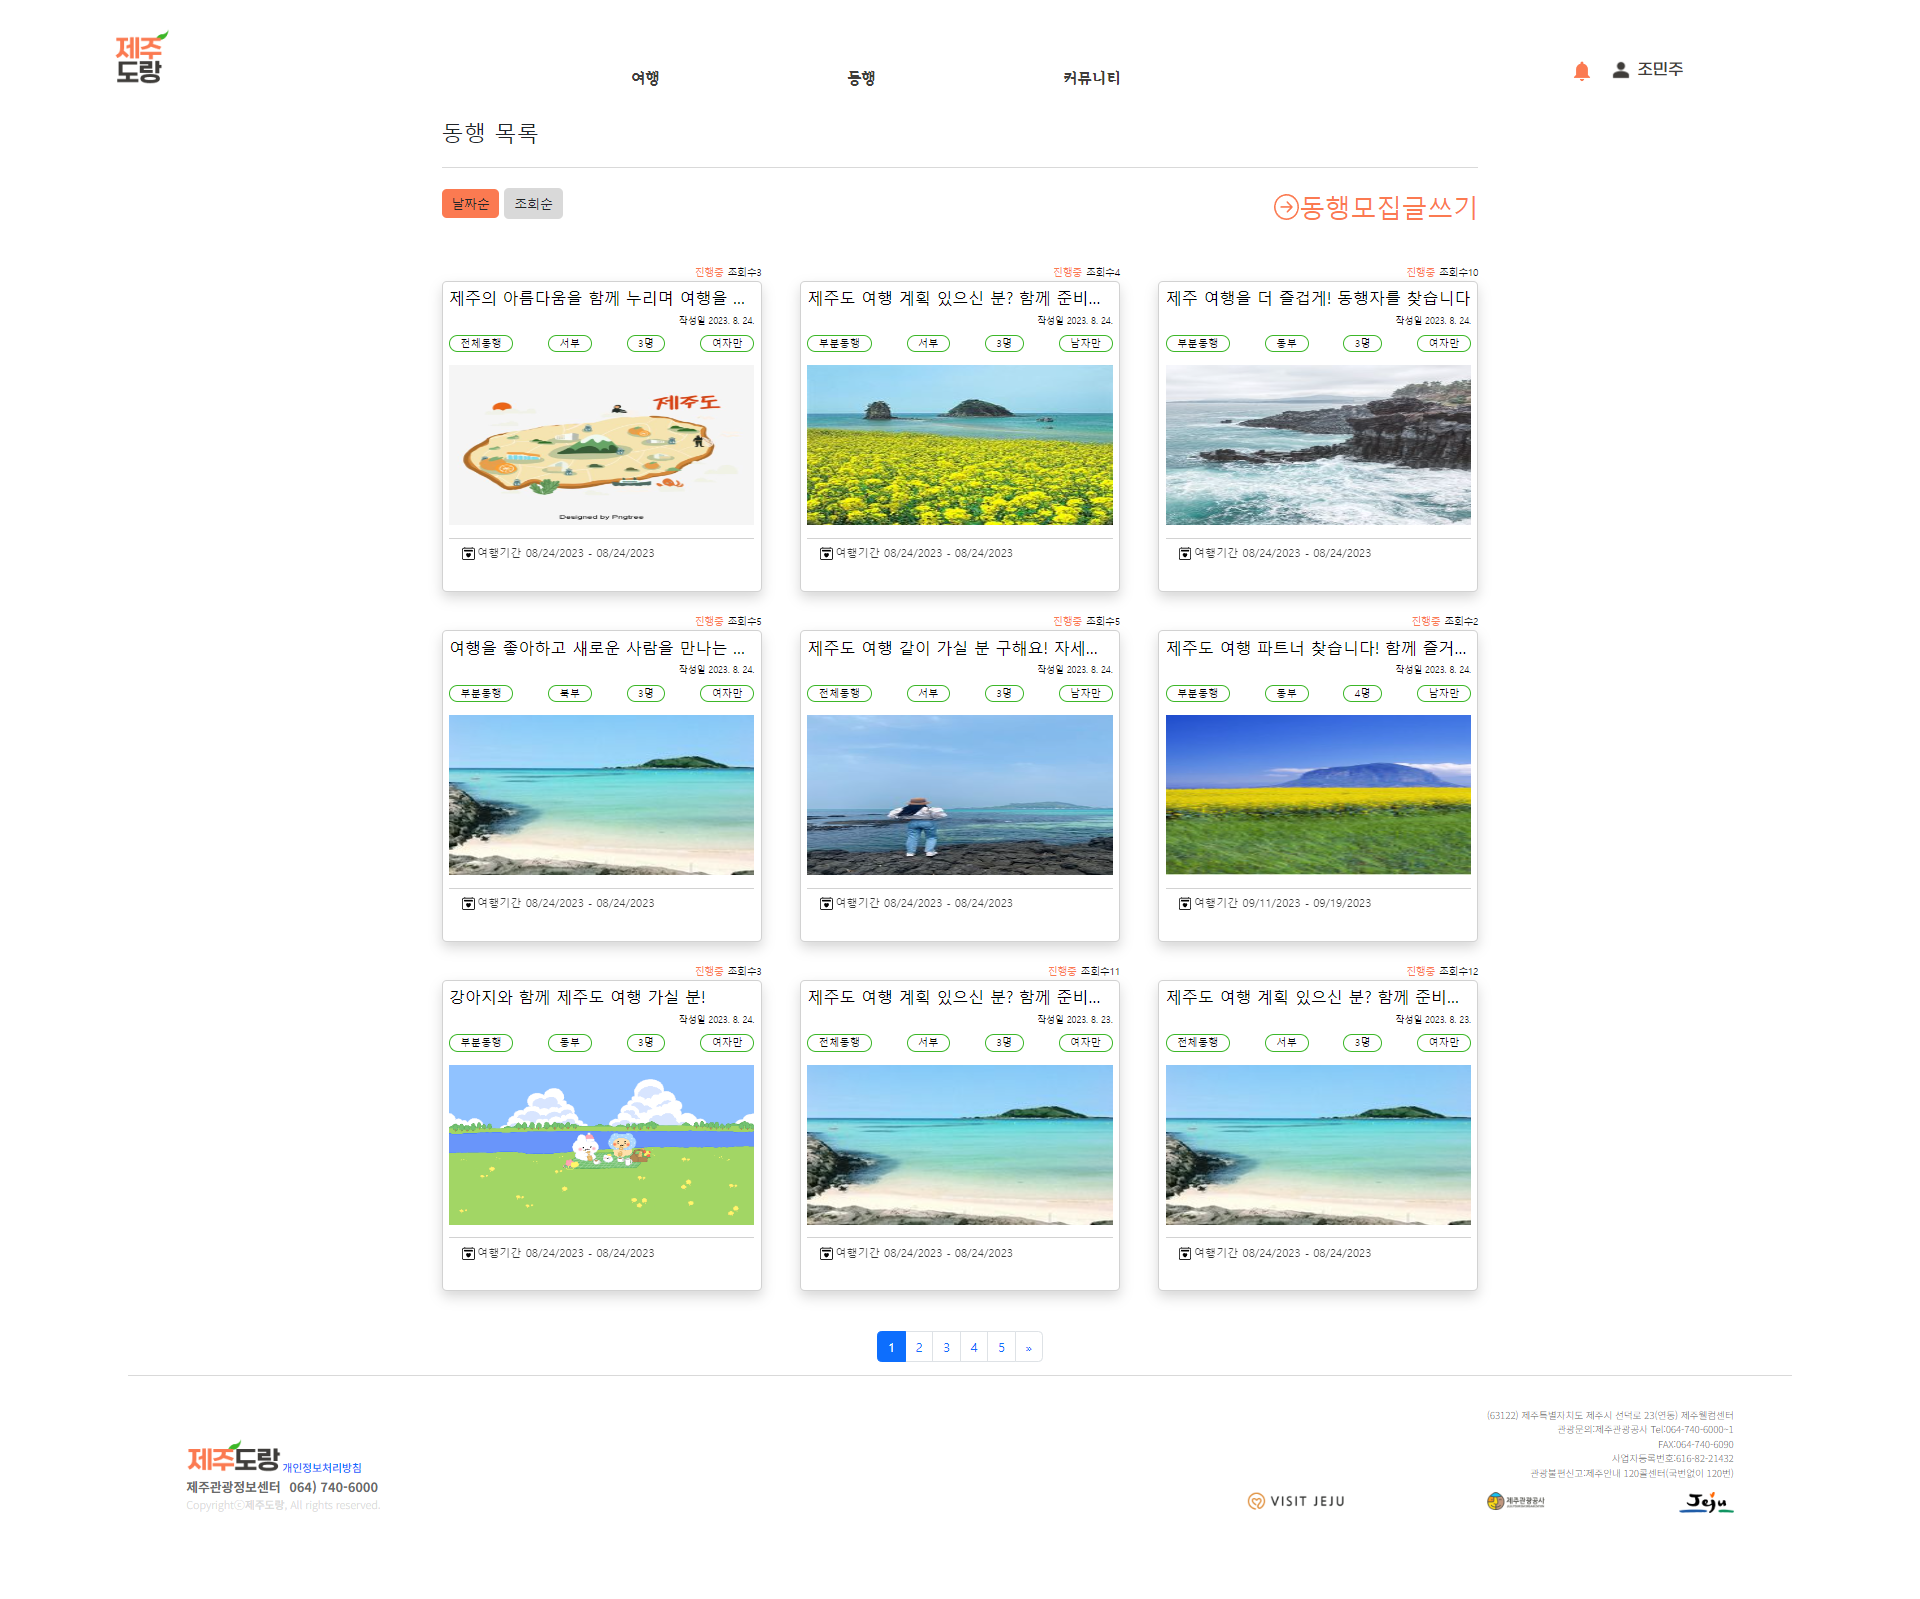 제주
도랑
여행
동행
커뮤니티
조민주
동행 목록
날짜순
조회순
동행모집글쓰기
진행중 조회수3
제주의 아름다움을 함께 누리며 여행을 ...
작성일 2023. 8. 24.
전체동행 서부 3명 여자만
제주도
Designed by Pngtree
여행기간 08/24/2023 - 08/24/2023
진행중 조회수4
제주도 여행 계획 있으신 분? 함께 준비...
작성일 2023. 8. 24.
부분동행 서부 3명 남자만
여행기간 08/24/2023 - 08/24/2023
진행중 조회수10
제주 여행을 더 즐겁게! 동행자를 찾습니다
작성일 2023. 8. 24.
부분동행 동부 3명 여자만
여행기간 08/24/2023 - 08/24/2023
진행중 조회수5
여행을 좋아하고 새로운 사람을 만나는 ...
작성일 2023. 8. 24.
부분동행 북부 3명 여자만
여행기간 08/24/2023 - 08/24/2023
진행중 조회수5
제주도 여행 같이 가실 분 구해요! 자세...
작성일 2023. 8. 24.
전체동행 서부 3명 남자만
여행기간 08/24/2023 - 08/24/2023
진행중 조회수2
제주도 여행 파트너 찾습니다! 함께 즐거...
작성일 2023. 8. 24.
부분동행 동부 4명 남자만
여행기간 09/11/2023 - 09/19/2023
진행중 조회수3
강아지와 함께 제주도 여행 가실 분!
작성일 2023. 8. 24.
부분동행 동부 3명 여자만
여행기간 08/24/2023 - 08/24/2023
진행중 조회수11
제주도 여행 계획 있으신 분? 함께 준비...
작성일 2023. 8. 23.
전체동행 서부 3명 여자만
여행기간 08/24/2023 - 08/24/2023
진행중 조회수12
제주도 여행 계획 있으신 분? 함께 준비...
작성일 2023. 8. 23.
전체동행 서부 3명 여자만
여행기간 08/24/2023 - 08/24/2023
1 2 3 4 5 »
제주도랑 개인정보처리방침
제주관광정보센터 064) 740-6000
Copyrightⓒ제주도랑, All rights reserved.
(63122) 제주특별자치도 제주시 선덕로 23(연동) 제주웰컴센터
관광문의:제주관광공사 Tel:064-740-6000~1
FAX:064-740-6090
사업자등록번호:616-82-21432
관광불편신고:제주안내 120콜센터(국번없이 120번)
VISIT JEJU
제주관광공사
Jeju